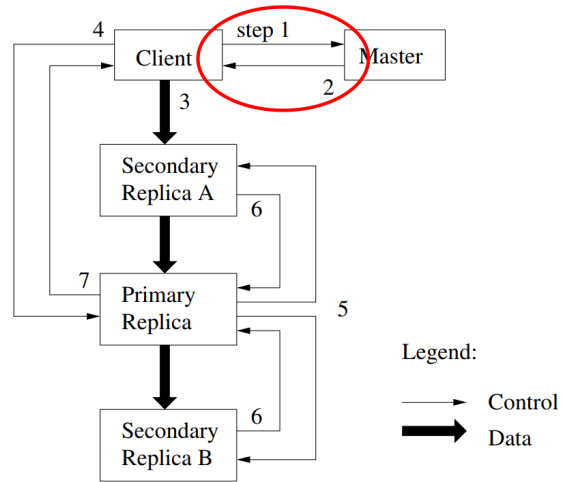 4
step 1
Client
Master
2
3
Secondary
Replica A
6
7
Primary
Replica
5
Legend:
Control
6
Secondary
Replica B
Data